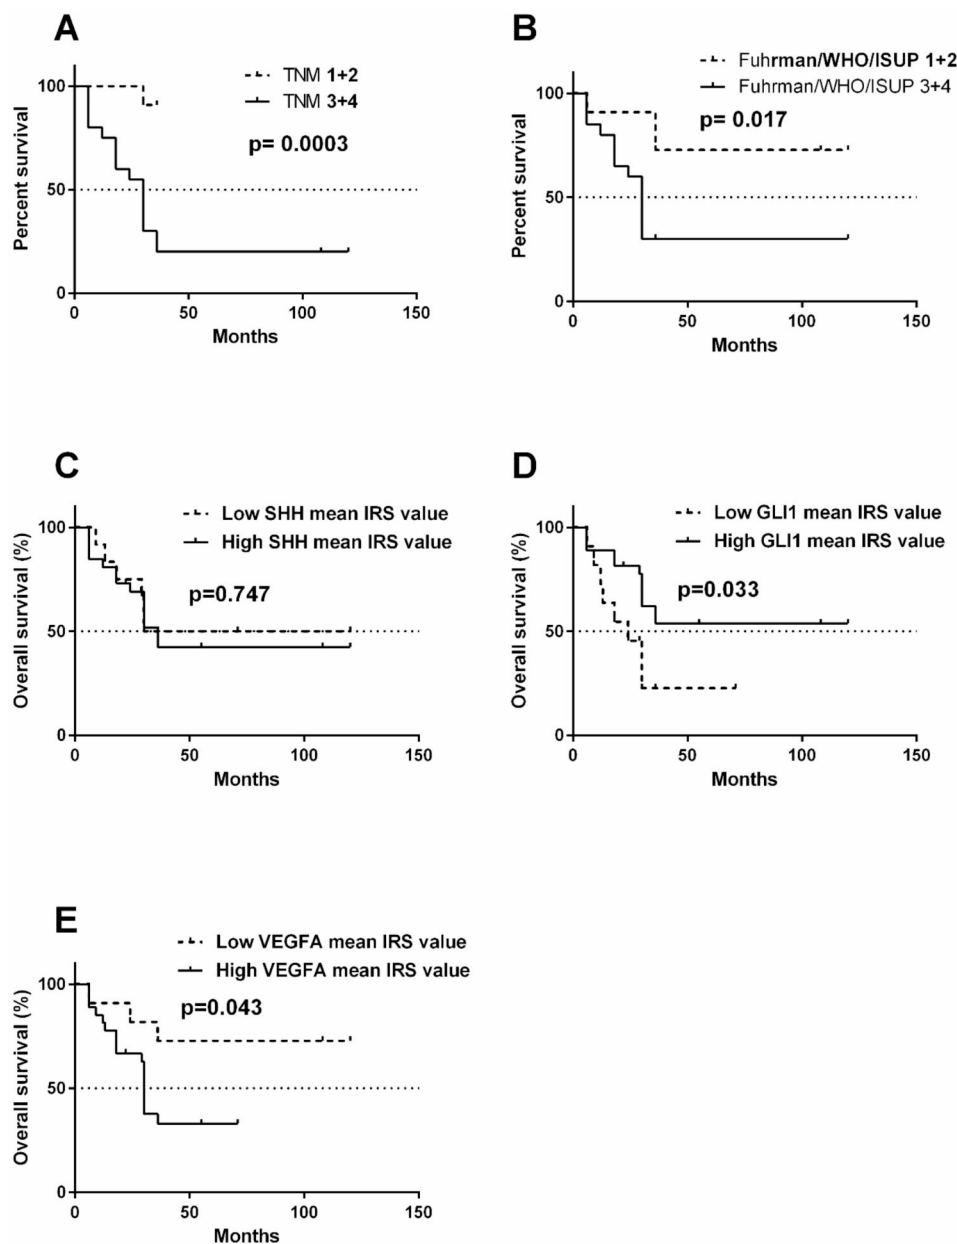 A
TNM 1+2
TNM 3+4
p= 0.0003
Percent survival
100
50
0
0 50 100 150
Months
B
Fuhrman/WHO/ISUP 1+2
Fuhrman/WHO/ISUP 3+4
p= 0.017
Percent survival
100
50
0
0 50 100 150
Months
C
Low SHH mean IRS value
High SHH mean IRS value
p=0.747
Overall survival (%)
100
50
0
0 50 100 150
Months
D
Low GLI1 mean IRS value
High GLI1 mean IRS value
p=0.033
Overall survival (%)
100
50
0
0 50 100 150
Months
E
Low VEGFA mean IRS value
High VEGFA mean IRS value
p=0.043
Overall survival (%)
100
50
0
0 50 100 150
Months